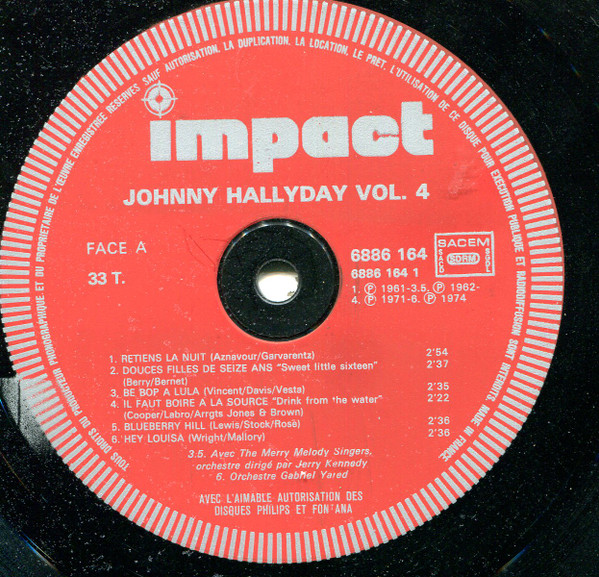 TOUS DROITS DU PRODUCTEUR PHONOGRAPHIQUE ET DU PROPRIETAIRE DE L'ŒUVRE ENREGISTREE RESERVES SAUF AUTORISATION, LA DUPLICATION, LA LOCATION, LE PRET, L'UTILISATION DE CE DISQUE POUR EXECUTION PUBLIQUE ET RADIODIFFUSION SONT INTERDITS. MADE IN FRANCE.
impact
JOHNNY HALLYDAY VOL. 4
FACE A
33 T.
6886 164
6886 164 1
SACEM
SACD SDRM SGDL
1. Ⓟ 1961-3.5. Ⓟ 1962-
4. Ⓟ 1971-6. Ⓟ 1974
1. RETIENS LA NUIT (Aznavour/Garverentz) 2'54
2. DOUCES FILLES DE SEIZE ANS "Sweet little sixteen" 2'37
(Berry/Bernet)
3. BE BOP A LULA (Vincent/Davis/Vesta) 2'35
4. IL FAUT BOIRE A LA SOURCE "Drink from the water" 2'22
(Cooper/Labro/Arrgts Jones & Brown)
5. BLUEBERRY HILL (Lewis/Stock/Rose) 2'36
6. HEY LOUISA (Wright/Mallory) 2'36
3.5. Avec The Merry Melody Singers,
orchestre dirigé par Jerry Kennedy
6. Orchestre Gabriel Yared
AVEC L'AIMABLE AUTORISATION DES
DISQUES PHILIPS ET FONTANA